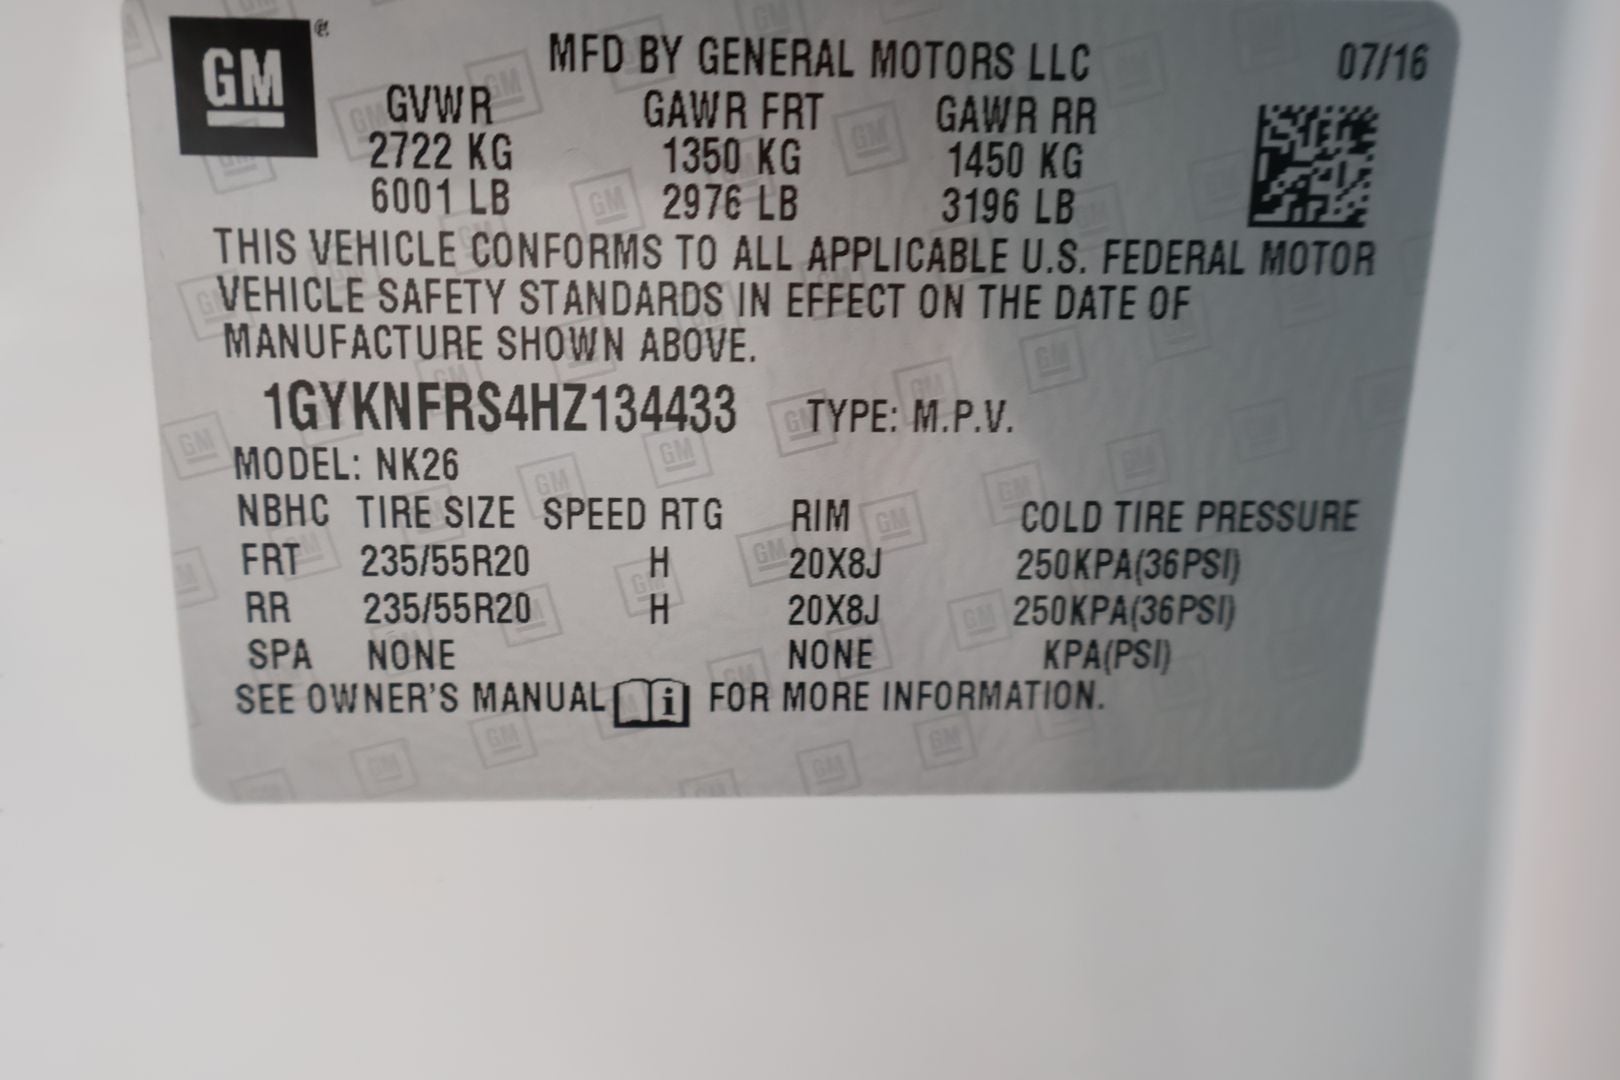 GM
MFD BY GENERAL MOTORS LLC 07/16
GVWR GAWR FRT GAWR RR
2722 KG 1350 KG 1450 KG
6001 LB 2976 LB 3196 LB
THIS VEHICLE CONFORMS TO ALL APPLICABLE U.S. FEDERAL MOTOR
VEHICLE SAFETY STANDARDS IN EFFECT ON THE DATE OF
MANUFACTURE SHOWN ABOVE.
1GYKNFRS4HZ134433 TYPE: M.P.V.
MODEL: NK26
NBHC TIRE SIZE SPEED RTG RIM COLD TIRE PRESSURE
FRT 235/55R20 H 20X8J 250KPA(36PSI)
RR 235/55R20 H 20X8J 250KPA(36PSI)
SPA NONE NONE KPA(PSI)
SEE OWNER'S MANUAL i FOR MORE INFORMATION.